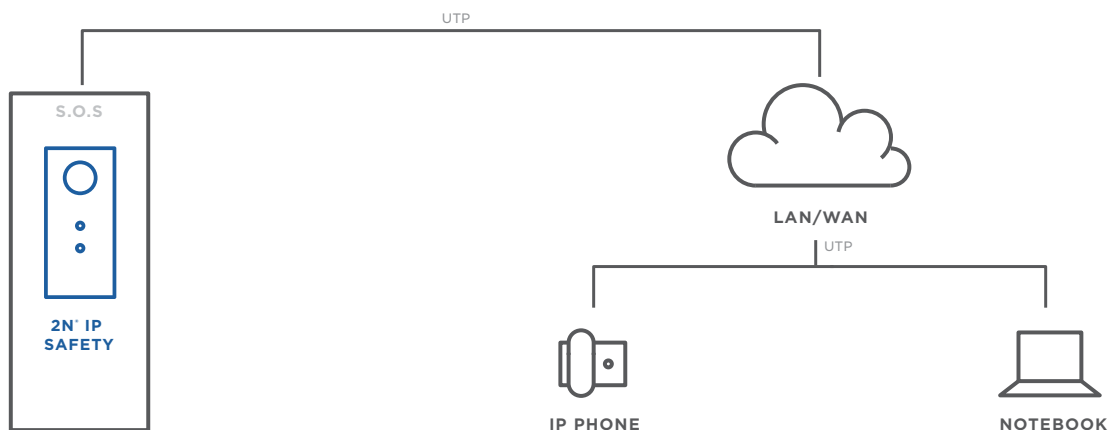 UTP
S.O.S
2N® IP
SAFETY
LAN/WAN
UTP
IP PHONE
NOTEBOOK